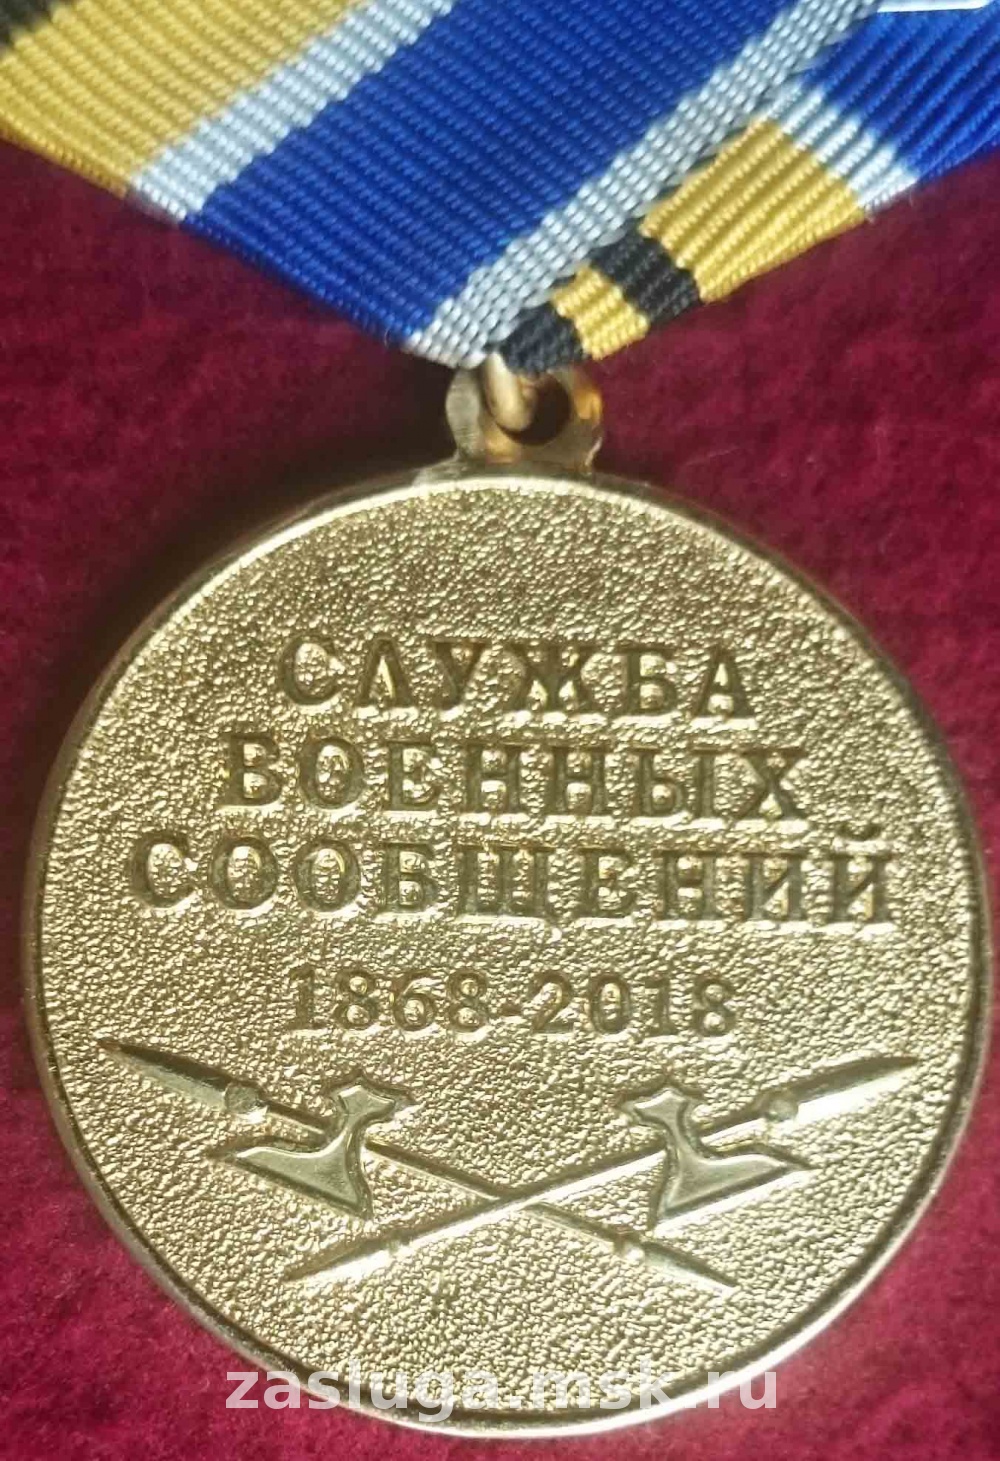 СЛУЖБА
ВОЕННЫХ
СООБЩЕНИЙ
1868-2018
zasluga.msk.ru